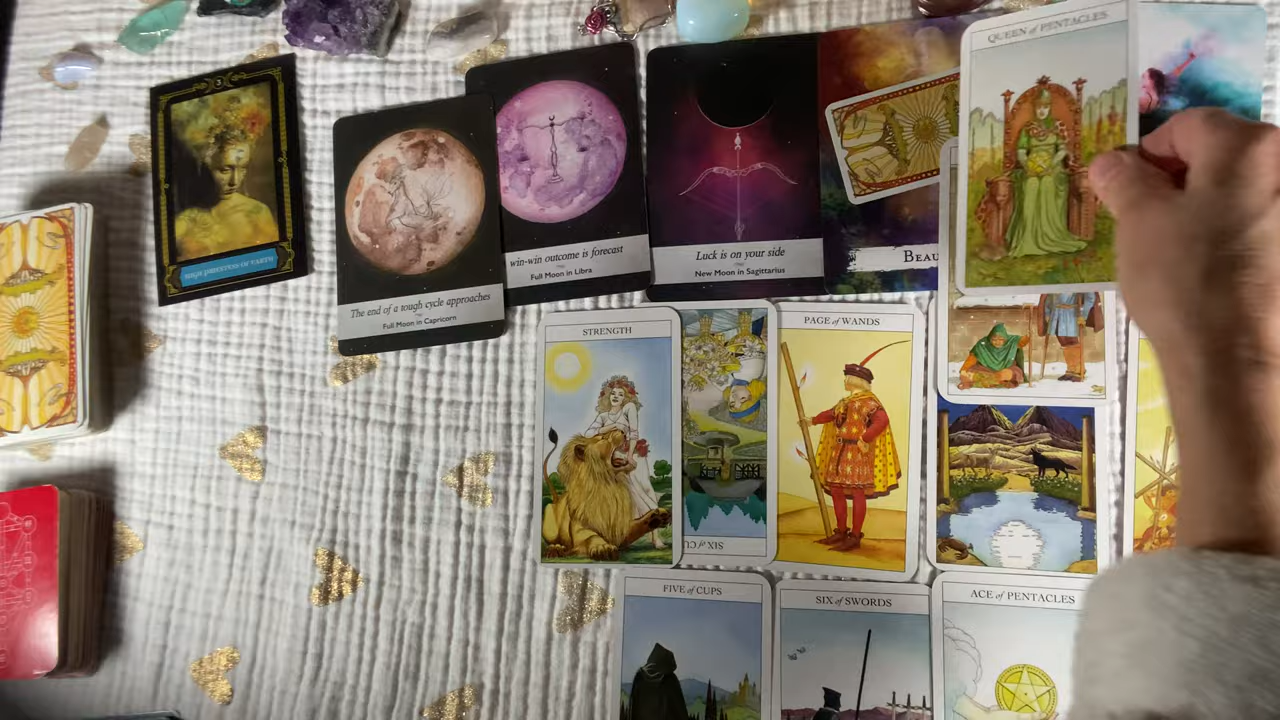 QUEEN of PENTACLES
HIGH PRIESTESS OF EARTH
The end of a tough cycle approaches
Full Moon in Capricorn
win-win outcome is forecast
Full Moon in Libra
Luck is on your side
New Moon in Sagittarius
BEAU
STRENGTH
SIX of CU
PAGE of WANDS
FIVE of CUPS
SIX of SWORDS
ACE of PENTACLES